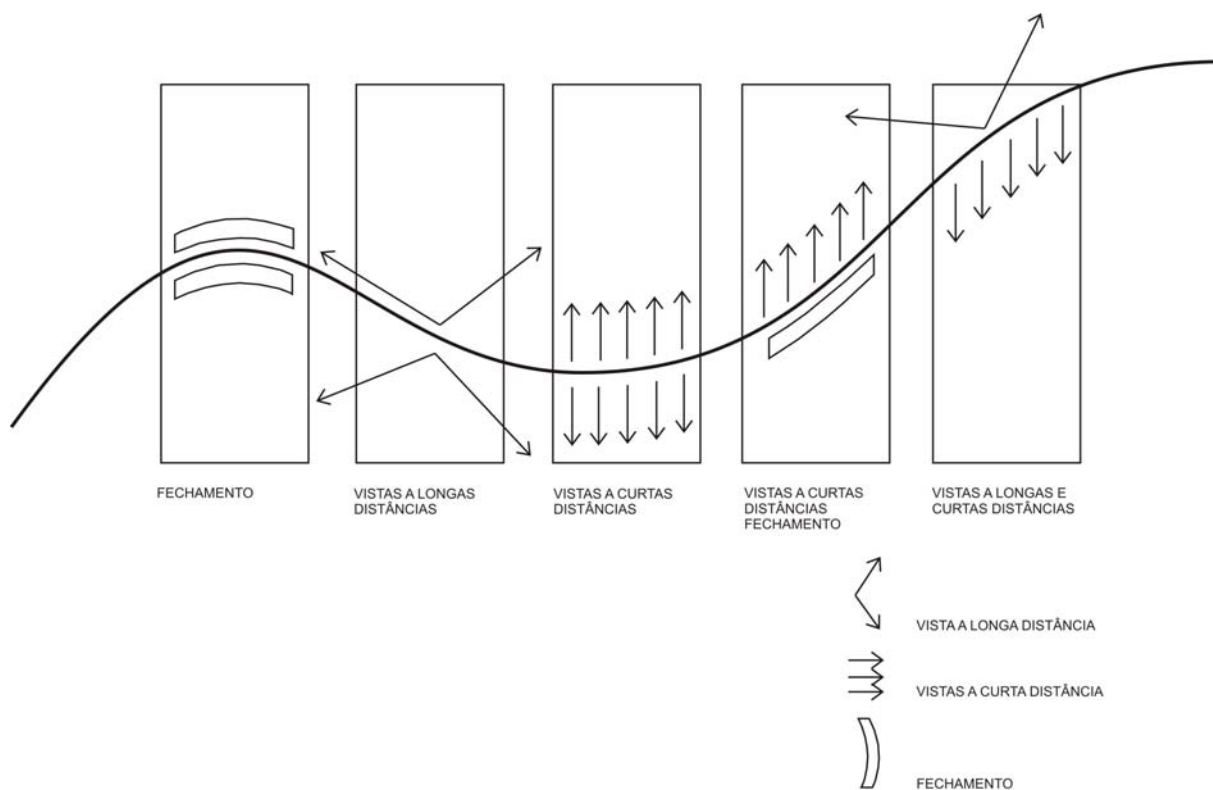 FECHAMENTO
VISTAS A LONGAS
DISTÂNCIAS
VISTAS A CURTAS
DISTÂNCIAS
VISTAS A CURTAS
DISTÂNCIAS
FECHAMENTO
VISTAS A LONGAS E
CURTAS DISTÂNCIAS
VISTA A LONGA DISTÂNCIA
VISTAS A CURTA DISTÂNCIA
FECHAMENTO